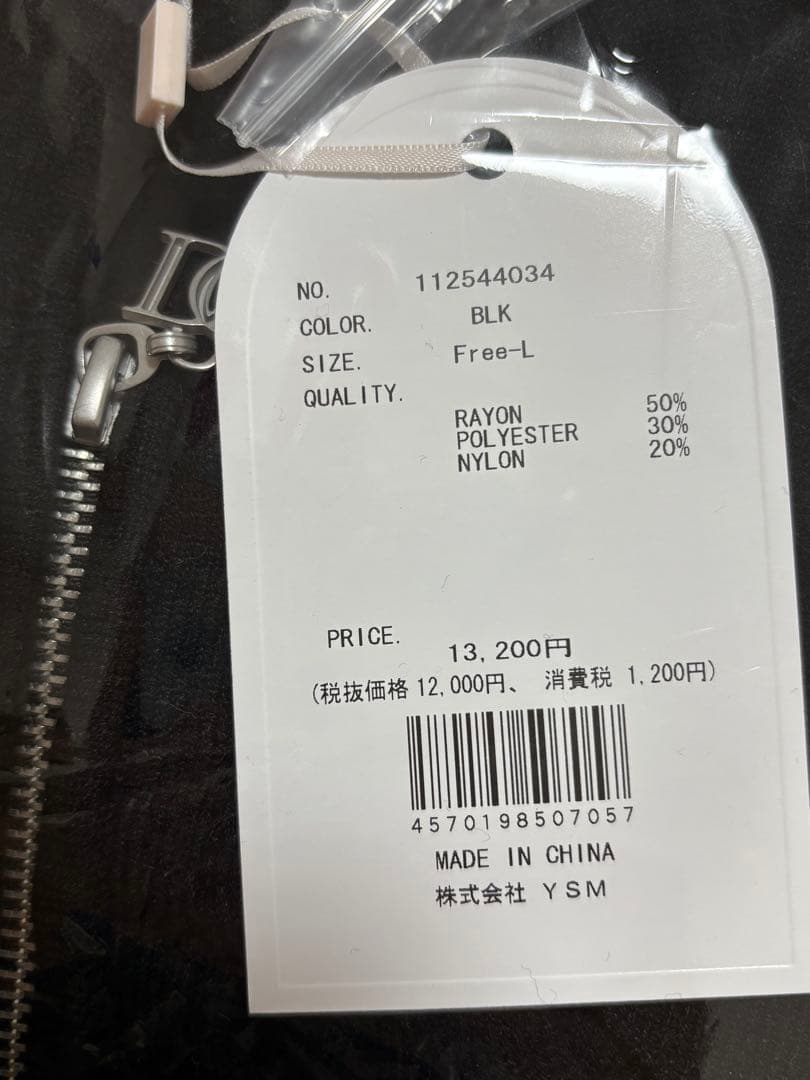 NO. 112544034
COLOR. BLK
SIZE. Free-L
QUALITY.
RAYON 50%
POLYESTER 30%
NYLON 20%
PRICE. 13,200円
(税抜価格 12,000円、 消費税 1,200円)
4570198507057
MADE IN CHINA
株式会社 YSM